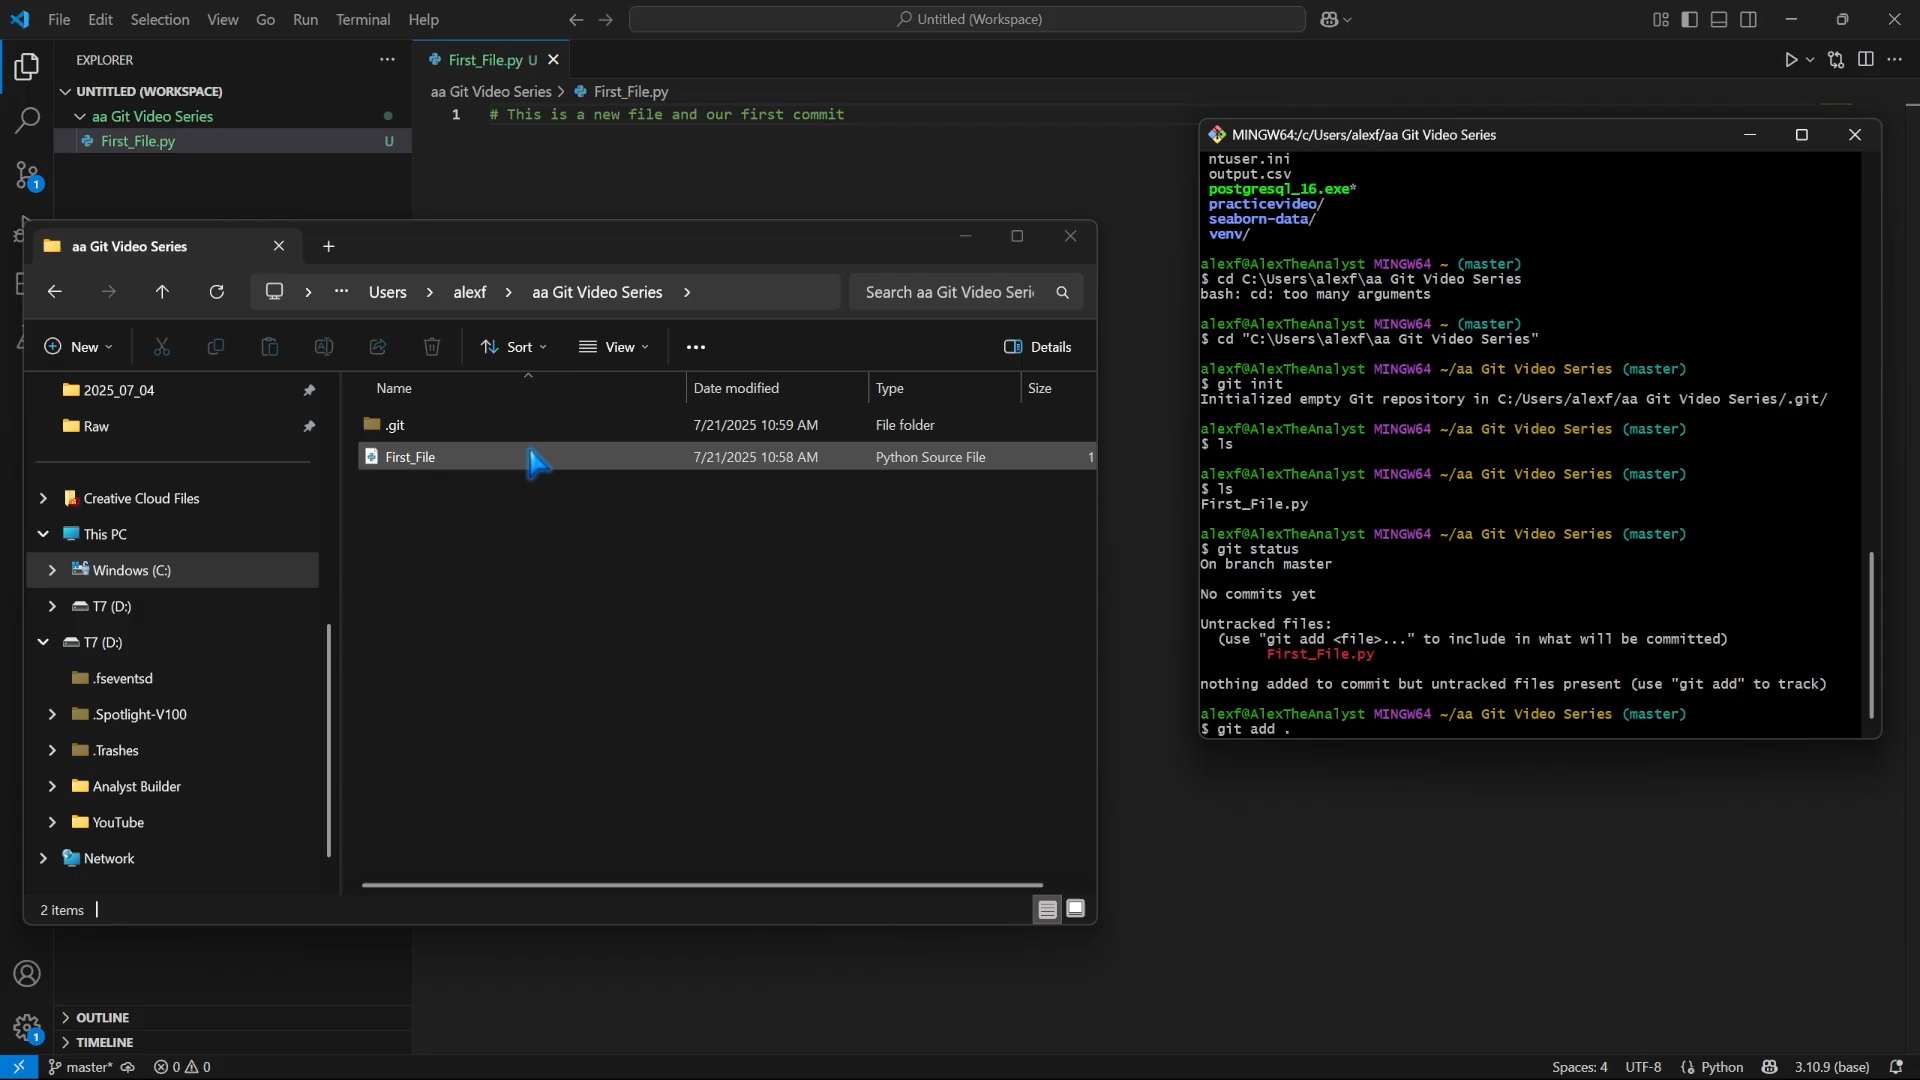 File Edit Selection View Go Run Terminal Help
Untitled (Workspace)
EXPLORER
First_File.py U
UNTITLED (WORKSPACE)
aa Git Video Series
First_File.py U
aa Git Video Series > First_File.py
1 # This is a new file and our first commit
1
aa Git Video Series
Users > alexf > aa Git Video Series >
Search aa Git Video Seri
New
Sort
View
Details
2025_07_04
Raw
Creative Cloud Files
This PC
Windows (C:)
T7 (D:)
T7 (D:)
.fseventsd
.Spotlight-V100
.Trashes
Analyst Builder
YouTube
Network
Name Date modified Type Size
.git 7/21/2025 10:59 AM File folder
First_File 7/21/2025 10:58 AM Python Source File 1
2 items
MINGW64:/c/Users/alexf/aa Git Video Series
ntuser.ini
output.csv
postgresql_16.exe*
practicevideo/
seaborn-data/
venv/
alexf@AlexTheAnalyst MINGW64 ~ (master)
$ cd C:\Users\alexf\aa Git Video Series
bash: cd: too many arguments
alexf@AlexTheAnalyst MINGW64 ~ (master)
$ cd "C:\Users\alexf\aa Git Video Series"
alexf@AlexTheAnalyst MINGW64 ~/aa Git Video Series (master)
$ git init
Initialized empty Git repository in C:/Users/alexf/aa Git Video Series/.git/
alexf@AlexTheAnalyst MINGW64 ~/aa Git Video Series (master)
$ ls
alexf@AlexTheAnalyst MINGW64 ~/aa Git Video Series (master)
$ ls
First_File.py
alexf@AlexTheAnalyst MINGW64 ~/aa Git Video Series (master)
$ git status
On branch master
No commits yet
Untracked files:
(use "git add <file>..." to include in what will be committed)
First_File.py
nothing added to commit but untracked files present (use "git add" to track)
alexf@AlexTheAnalyst MINGW64 ~/aa Git Video Series (master)
$ git add .
1
OUTLINE
TIMELINE
master* 0 0
Spaces: 4 UTF-8 {} Python 3.10.9 (base)